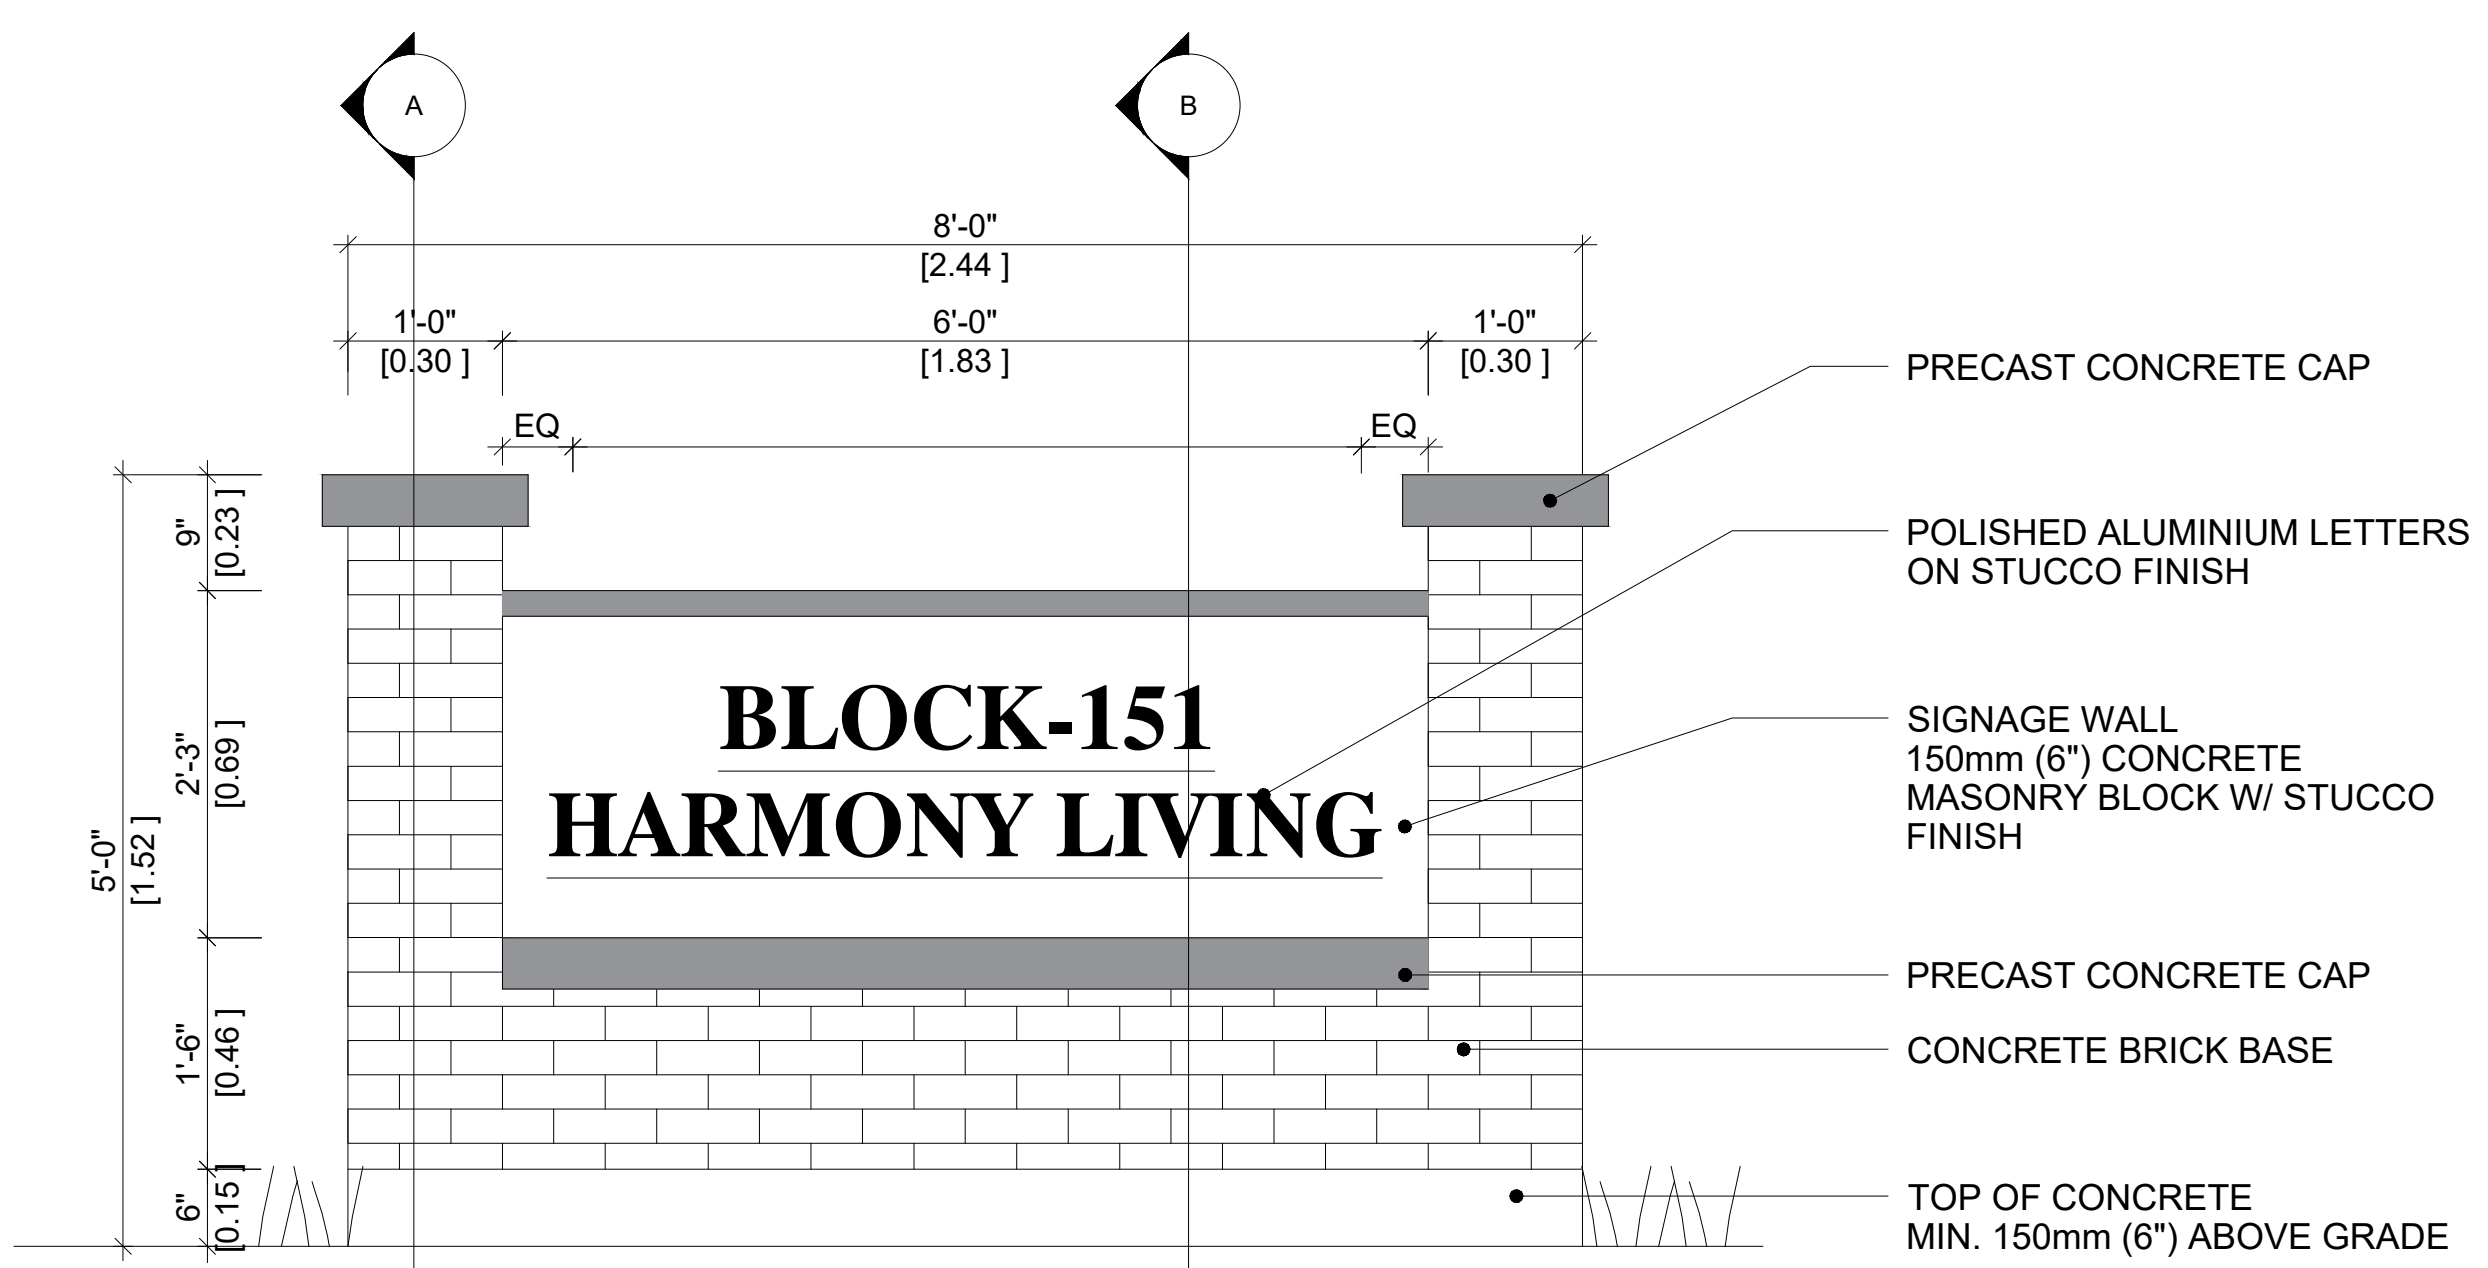 A
B
8'-0"
[2.44 ]
1'-0"
6'-0"
1'-0"
[0.30 ]
[1.83 ]
[0.30 ]
EQ
EQ
PRECAST CONCRETE CAP
9"
[0.23 ]
POLISHED ALUMINIUM LETTERS
ON STUCCO FINISH
2'-3"
[0.69 ]
BLOCK-151
HARMONY LIVING
SIGNAGE WALL
150mm (6") CONCRETE
MASONRY BLOCK W/ STUCCO
FINISH
5'-0"
[1.52 ]
PRECAST CONCRETE CAP
1'-6"
[0.46 ]
CONCRETE BRICK BASE
6"
[0.15 ]
TOP OF CONCRETE
MIN. 150mm (6") ABOVE GRADE